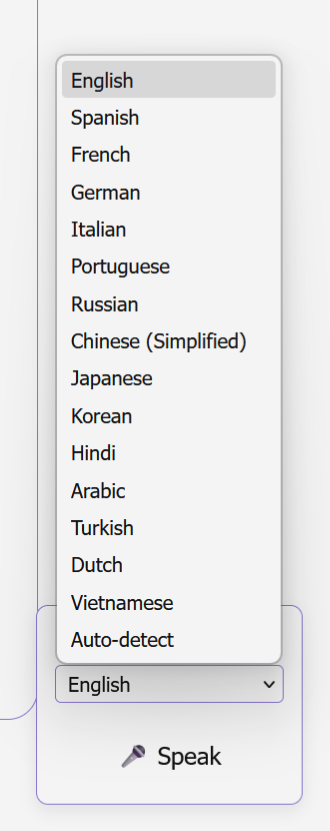 English
Spanish
French
German
Italian
Portuguese
Russian
Chinese (Simplified)
Japanese
Korean
Hindi
Arabic
Turkish
Dutch
Vietnamese
Auto-detect
English
Speak